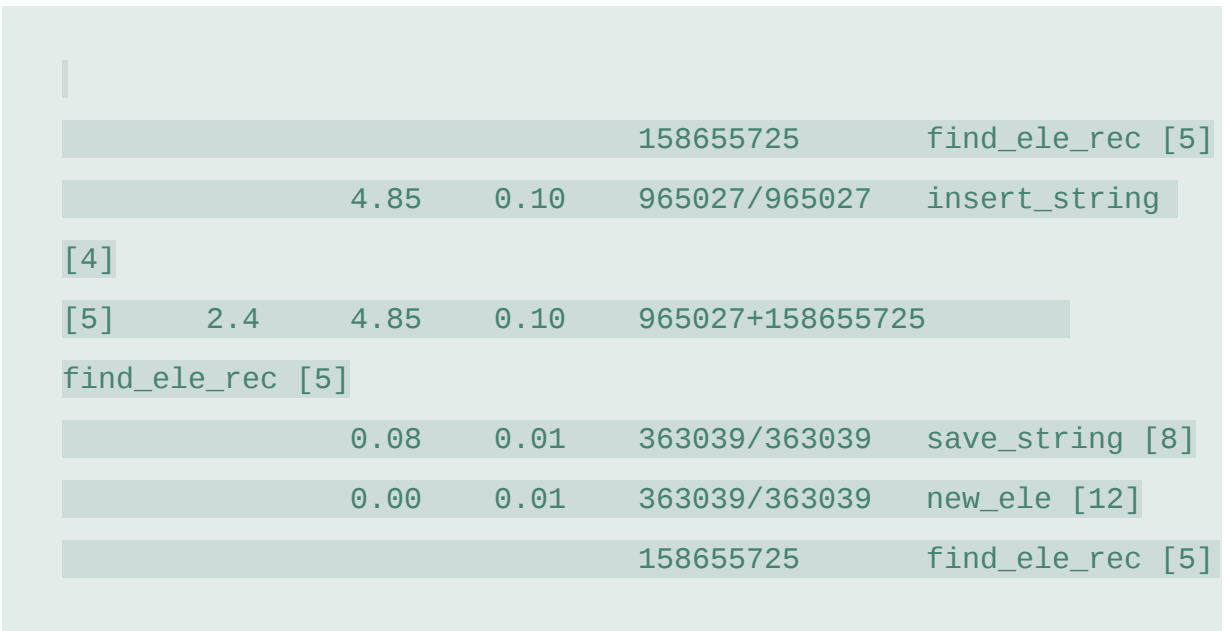 158655725 find_ele_rec [5]
4.85 0.10 965027/965027 insert_string
[4]
[5] 2.4 4.85 0.10 965027+158655725
find_ele_rec [5]
0.08 0.01 363039/363039 save_string [8]
0.00 0.01 363039/363039 new_ele [12]
158655725 find_ele_rec [5]